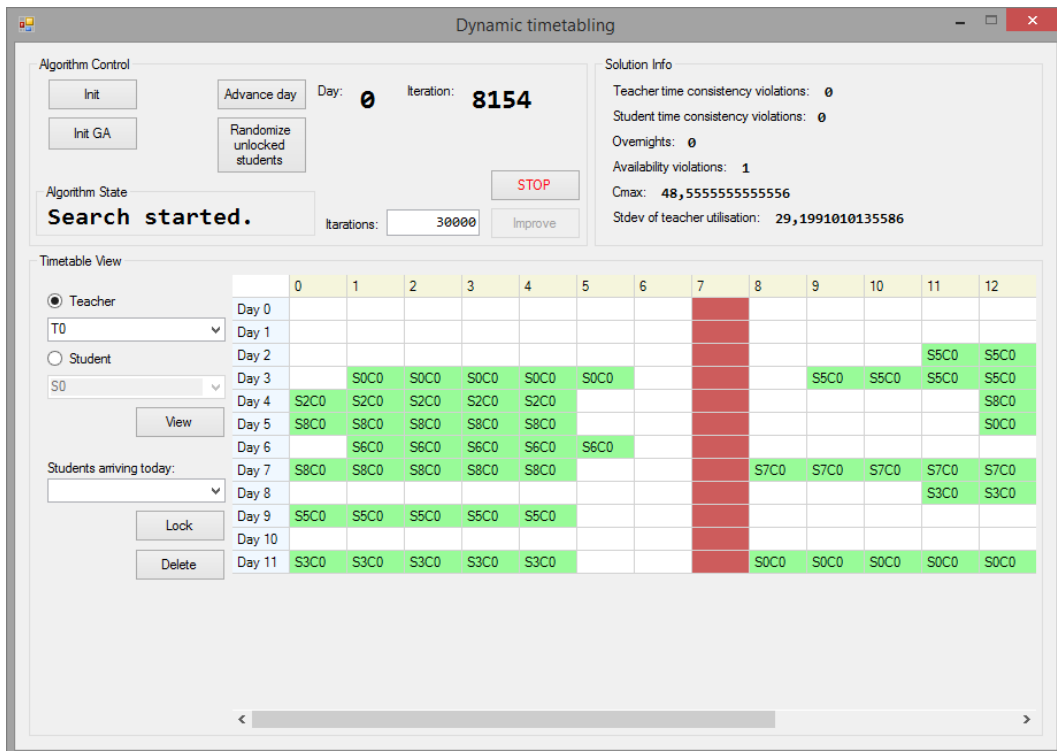 Dynamic timetabling
Algorithm Control
Init
Advance day
Day: 0
Iteration: 8154
Init GA
Randomize
unlocked
students
Algorithm State
Search started.
STOP
Itarations: 30000
Improve
Solution Info
Teacher time consistency violations: 0
Student time consistency violations: 0
Overnights: 0
Availability violations: 1
Cmax: 48,5555555555556
Stdev of teacher utilisation: 29,1991010135586
Timetable View
Teacher
T0
Student
S0
View
Students arriving today:
Lock
Delete
0 1 2 3 4 5 6 7 8 9 10 11 12
Day 0
Day 1
Day 2 S5C0 S5C0
Day 3 S0C0 S0C0 S0C0 S0C0 S0C0 S5C0 S5C0 S5C0 S5C0
Day 4 S2C0 S2C0 S2C0 S2C0 S2C0 S8C0
Day 5 S8C0 S8C0 S8C0 S8C0 S8C0 S0C0
Day 6 S6C0 S6C0 S6C0 S6C0 S6C0
Day 7 S8C0 S8C0 S8C0 S8C0 S8C0 S7C0 S7C0 S7C0 S7C0 S7C0
Day 8 S3C0 S3C0
Day 9 S5C0 S5C0 S5C0 S5C0 S5C0
Day 10
Day 11 S3C0 S3C0 S3C0 S3C0 S3C0 S0C0 S0C0 S0C0 S0C0 S0C0